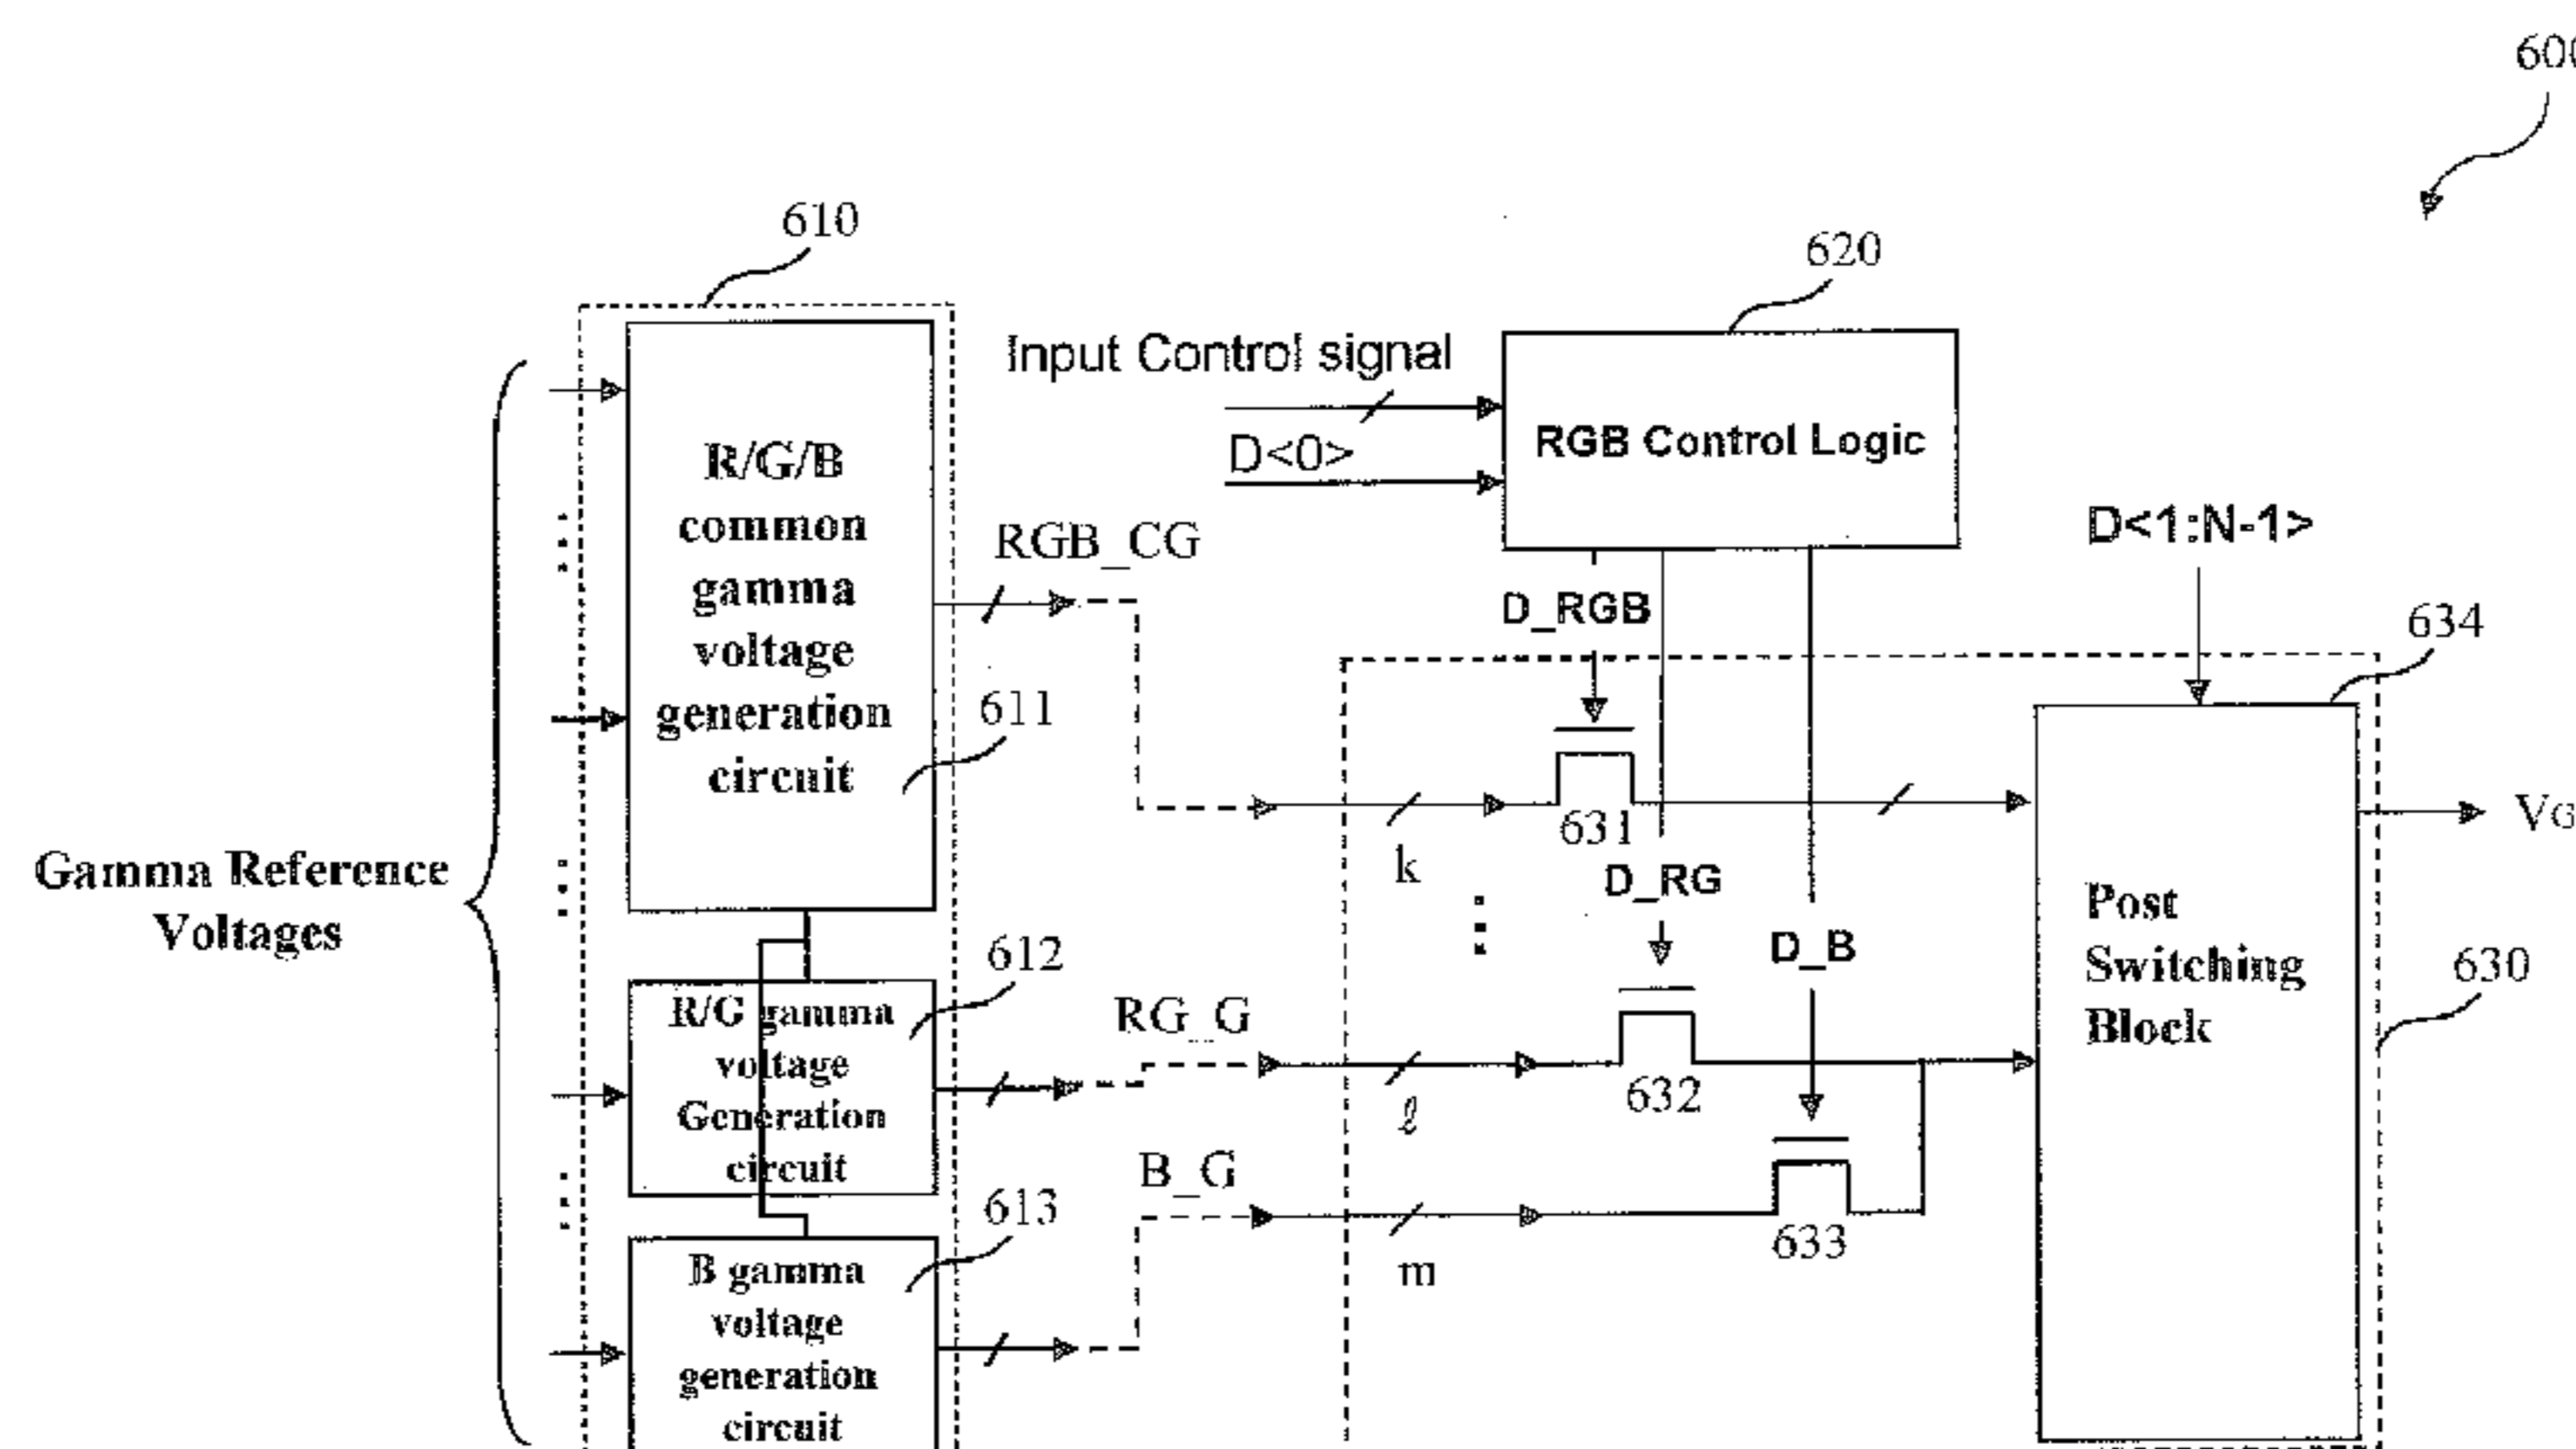 600
610
620
Input Control signal
D<0>
RGB Control Logic
R/G/B
common
gamma
voltage
generation
circuit
RGB_CG
611
D_RGB
D<1:N-1>
634
631
k
D_RG
D_B
VG
Gamma Reference
Voltages
Post
Switching
Block
630
612
R/G gamma
voltage
Generation
circuit
RG_G
ℓ
632
B_G
613
B gamma
voltage
generation
circuit
m
633